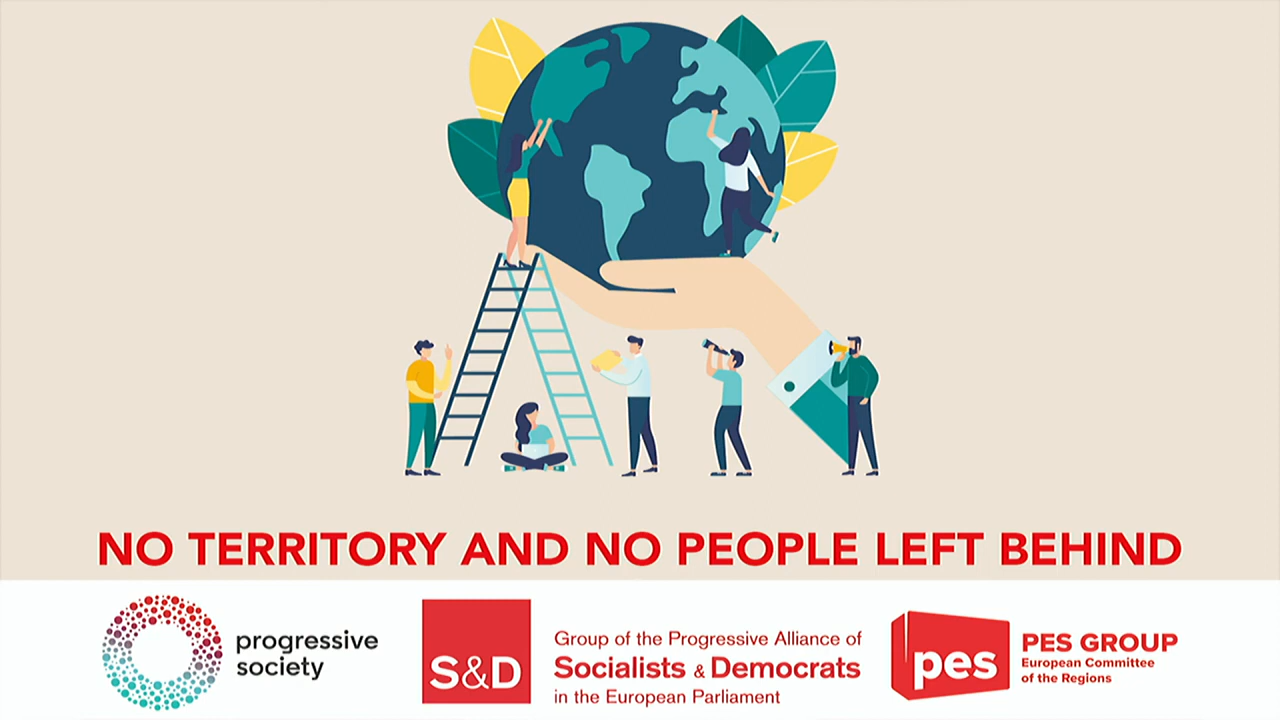 NO TERRITORY AND NO PEOPLE LEFT BEHIND
progressive
society
S&D
Group of the Progressive Alliance of
Socialists & Democrats
in the European Parliament
pes
PES GROUP
European Committee
of the Regions